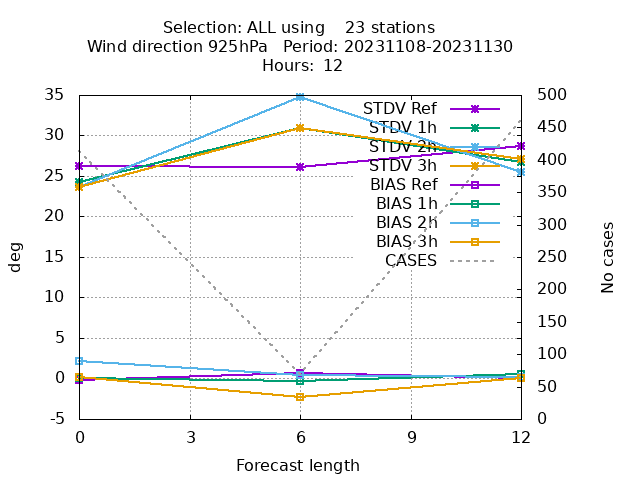 Selection: ALL using    23 stations
Wind direction 925hPa   Period: 20231108-20231130
Hours:  12
35
30
25
20
15
10
5
0
-5
deg
500
450
400
350
300
250
200
150
100
50
0
No cases
STDV Ref
STDV 1h
STDV 2h
STDV 3h
BIAS Ref
BIAS 1h
BIAS 2h
BIAS 3h
CASES
0 3 6 9 12
Forecast length